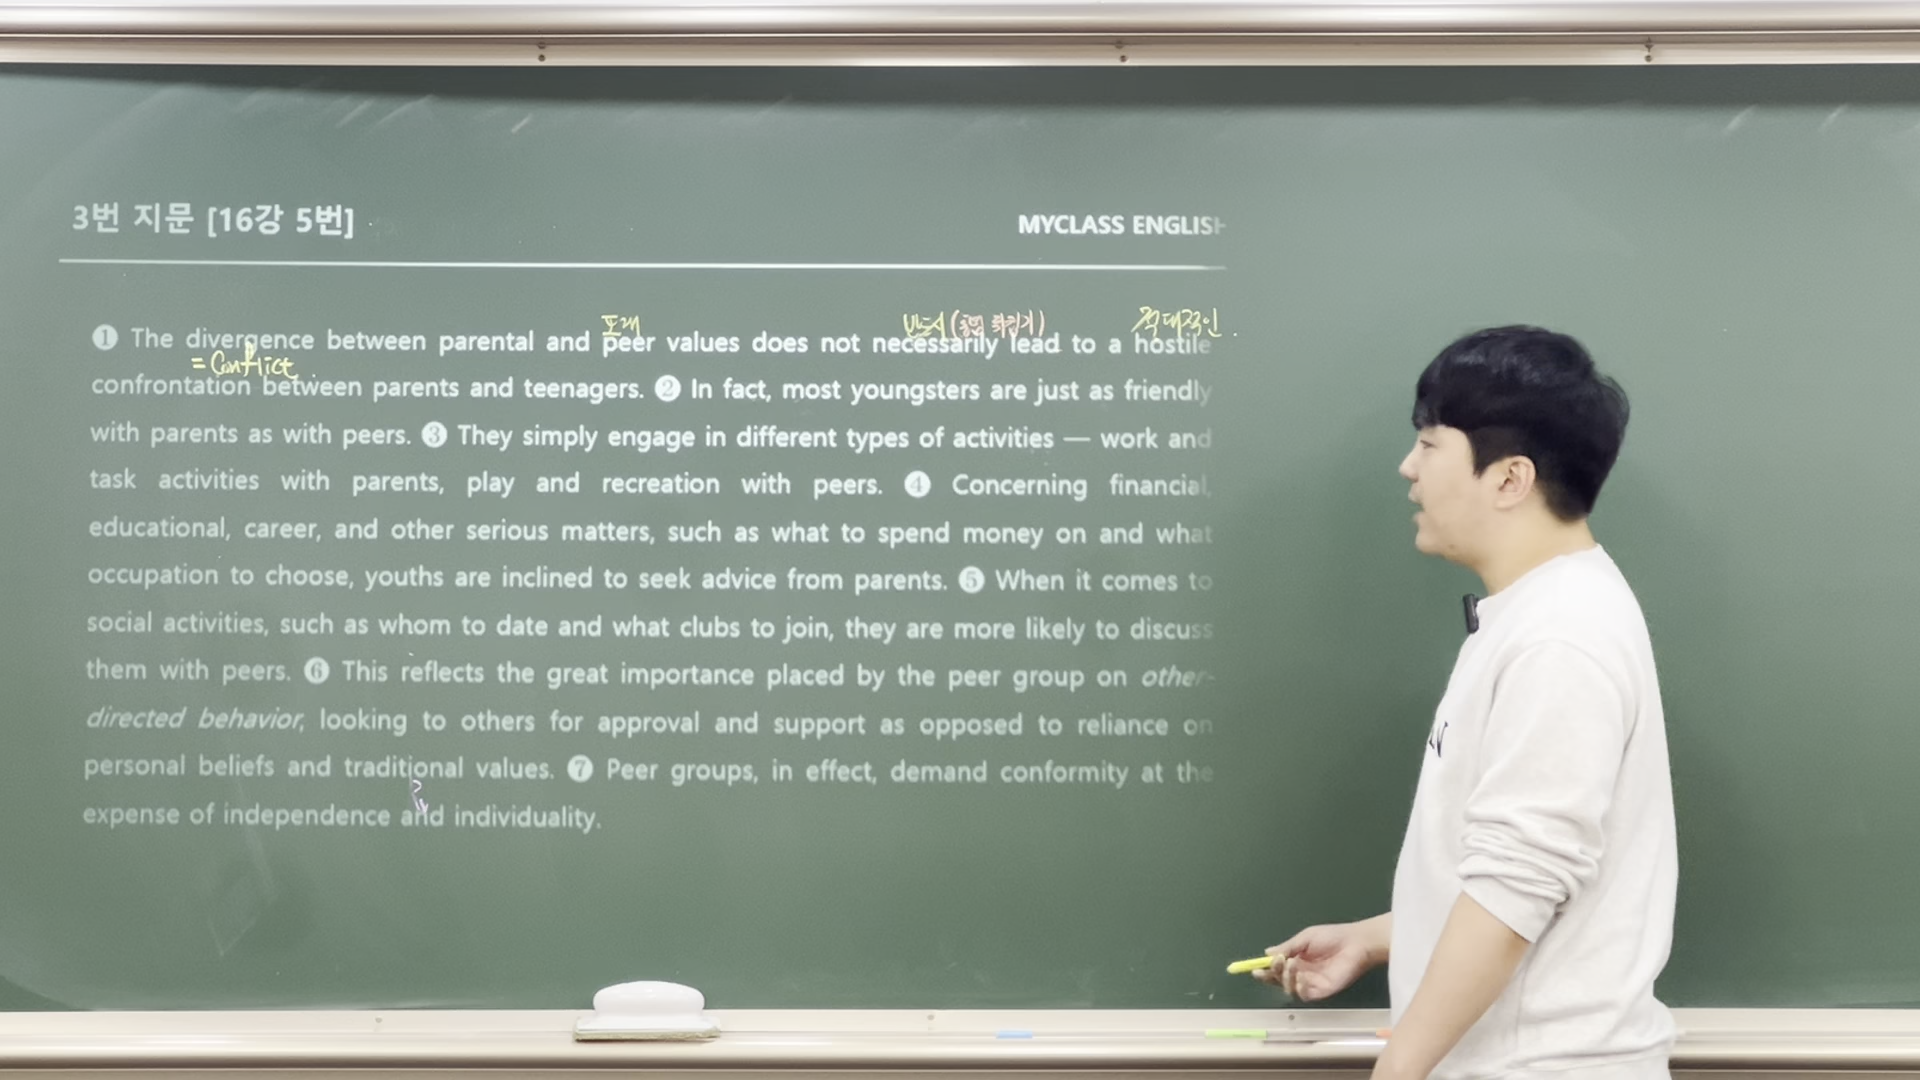 3번 지문 [16강 5번]
MYCLASS ENGLISH
또래 반드시 적대적인
❶ The divergence between parental and peer values does not necessarily lead to a hostile
= Conflict
confrontation between parents and teenagers. ❷ In fact, most youngsters are just as friendly
with parents as with peers. ❸ They simply engage in different types of activities — work and
task activities with parents, play and recreation with peers. ❹ Concerning financial,
educational, career, and other serious matters, such as what to spend money on and what
occupation to choose, youths are inclined to seek advice from parents. ❺ When it comes to
social activities, such as whom to date and what clubs to join, they are more likely to discuss
them with peers. ❻ This reflects the great importance placed by the peer group on other-
directed behavior, looking to others for approval and support as opposed to reliance on
personal beliefs and traditional values. ❼ Peer groups, in effect, demand conformity at the
expense of independence and individuality.